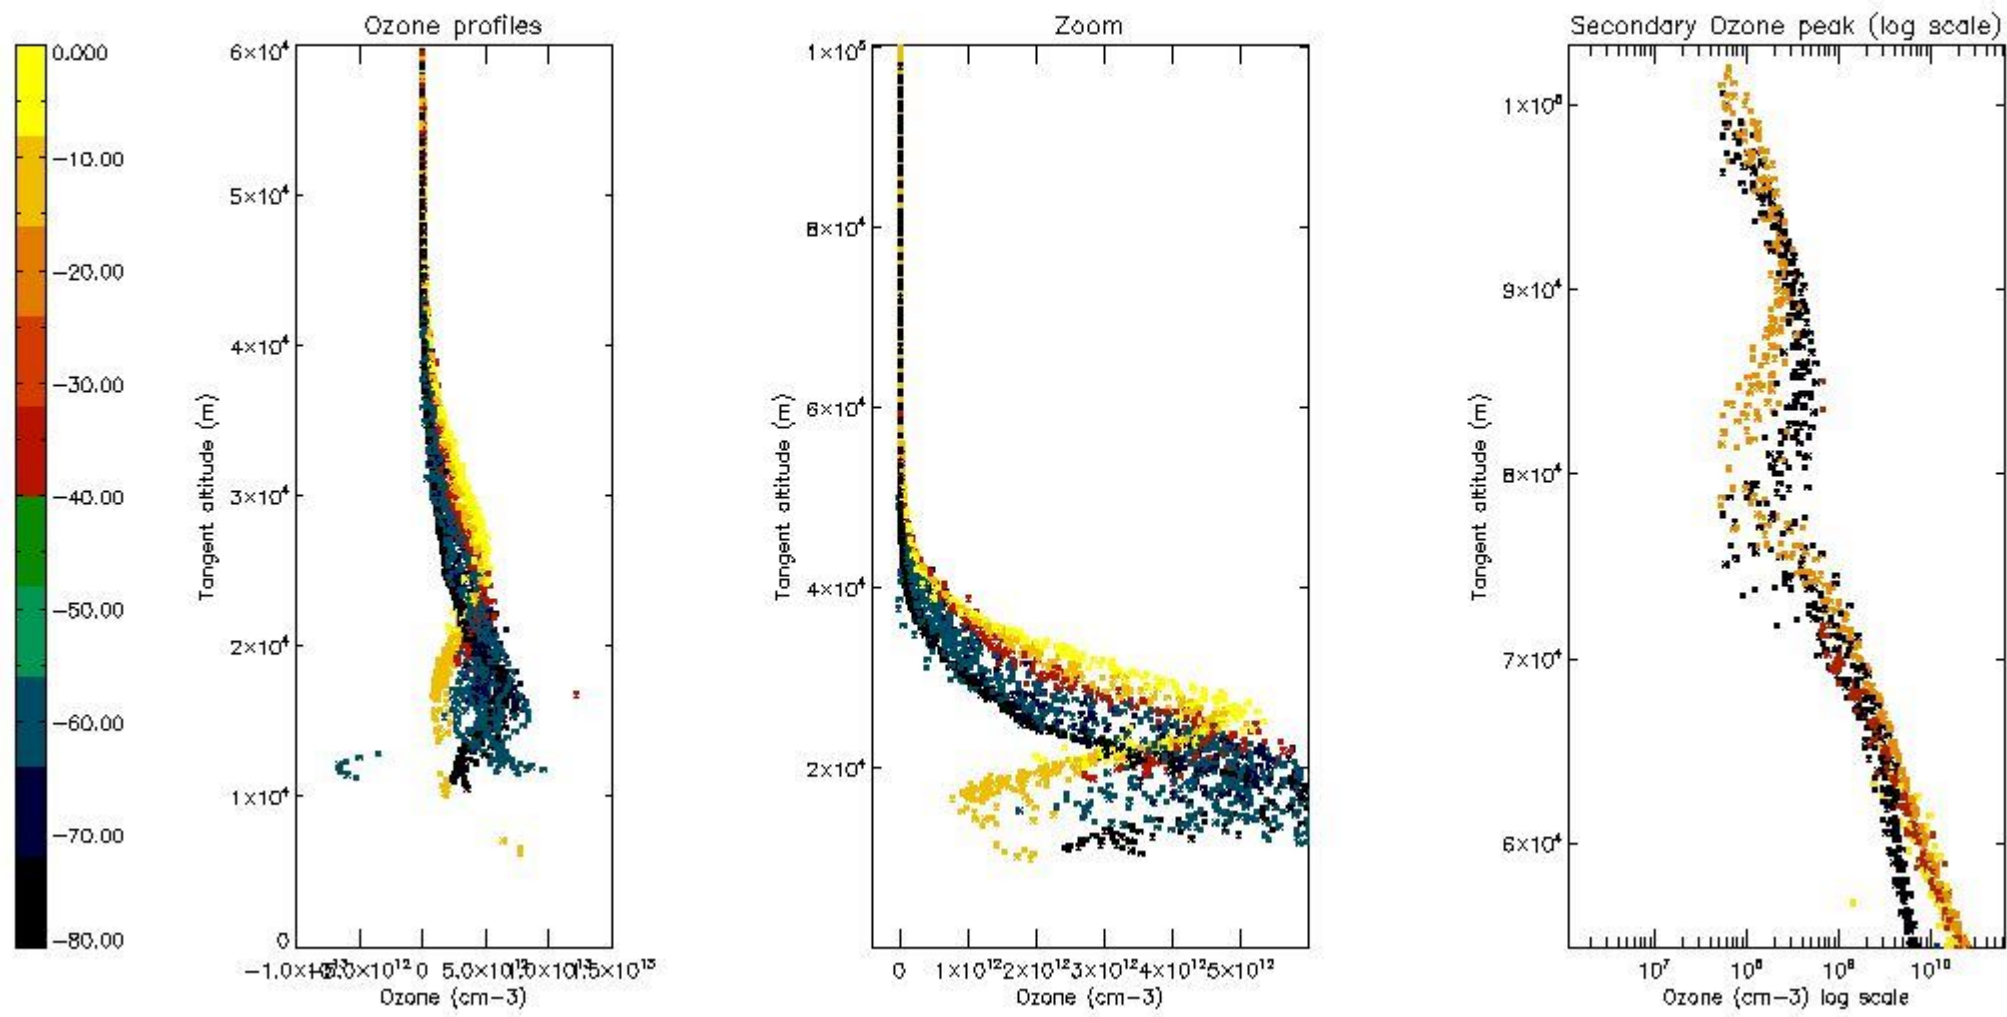 Ozone profiles
Zoom
Secondary Ozone peak (log scale)
0.000
−10.00
−20.00
−30.00
−40.00
−50.00
−60.00
−70.00
−80.00
6×10⁴
5×10⁴
4×10⁴
3×10⁴
2×10⁴
1×10⁴
0
Tangent altitude (m)
0
Ozone (cm−3)
1×10⁵
8×10⁴
6×10⁴
4×10⁴
2×10⁴
Tangent altitude (m)
0 1×10¹² 2×10¹² 3×10¹² 4×10¹² 5×10¹²
Ozone (cm−3)
9×10⁴
8×10⁴
7×10⁴
6×10⁴
Tangent altitude (m)
10⁷ 10⁸ 10⁹ 10¹⁰
Ozone (cm−3) log scale